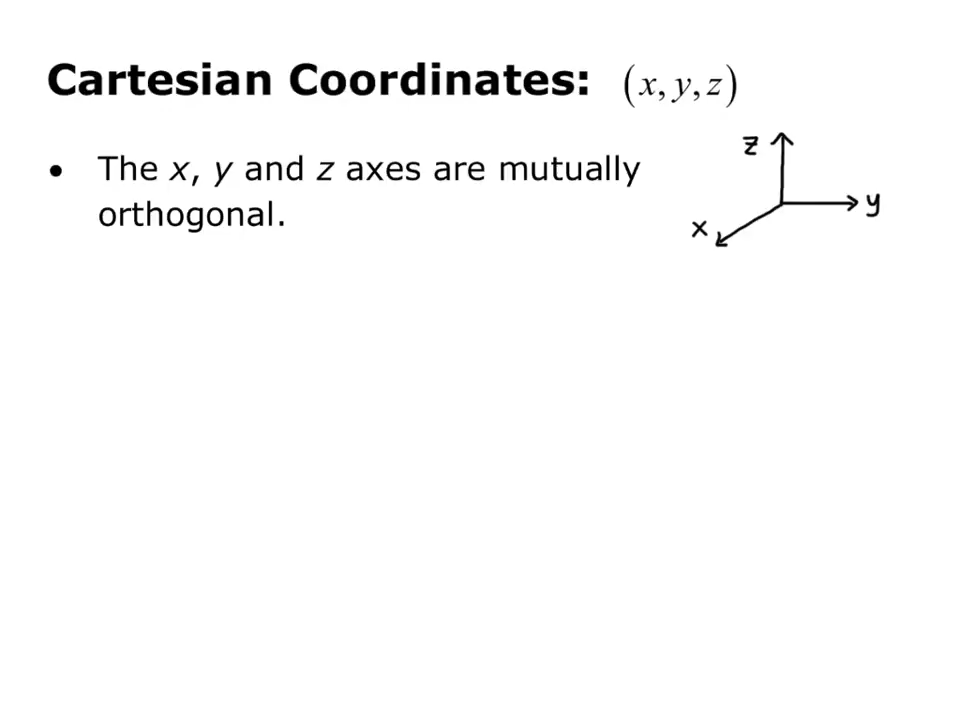 Cartesian Coordinates: (x, y, z)
• The x, y and z axes are mutually
orthogonal.
z
y
x